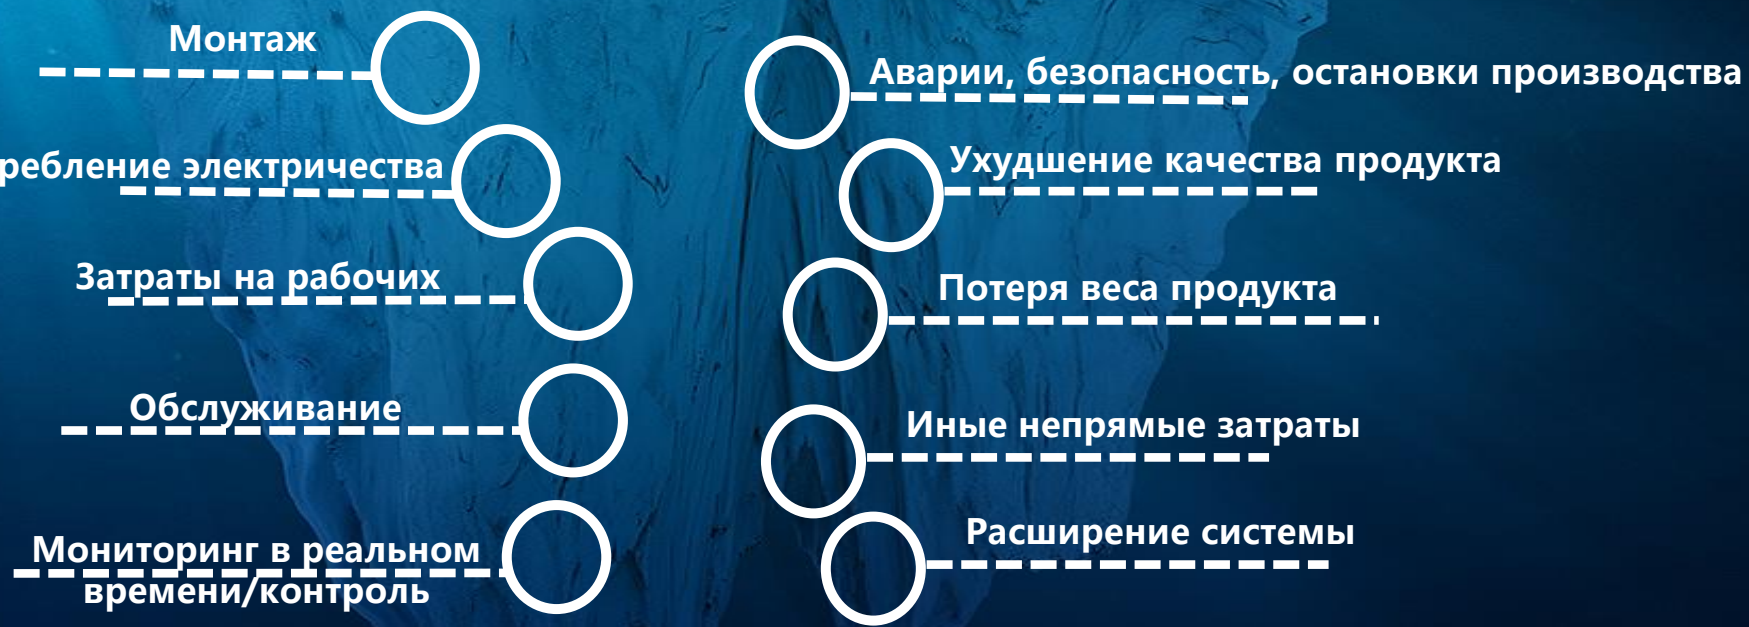 Монтаж
ребление электричества
Затраты на рабочих
Обслуживание
Мониторинг в реальном
времени/контроль
Аварии, безопасность, остановки производства
Ухудшение качества продукта
Потеря веса продукта
Иные непрямые затраты
Расширение системы